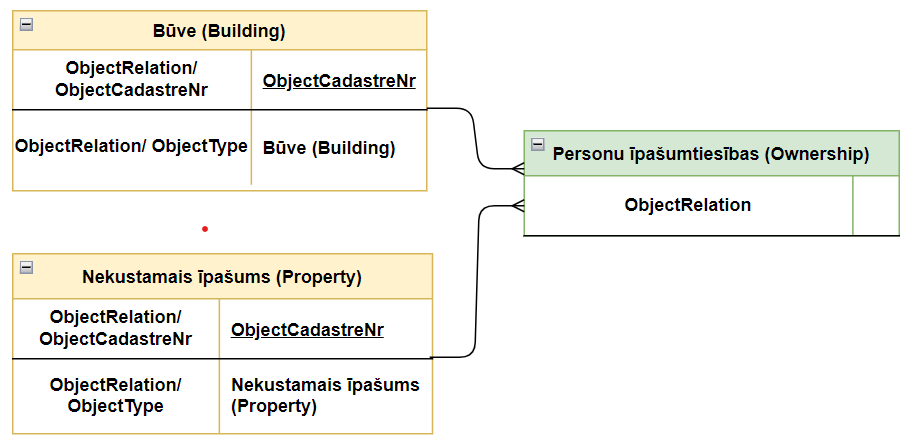 Būve (Building)
ObjectRelation/
ObjectCadastreNr
ObjectCadastreNr
ObjectRelation/ ObjectType
Būve (Building)
Personu īpašumtiesības (Ownership)
ObjectRelation
Nekustamais īpašums (Property)
ObjectRelation/
ObjectCadastreNr
ObjectCadastreNr
ObjectRelation/
ObjectType
Nekustamais īpašums
(Property)